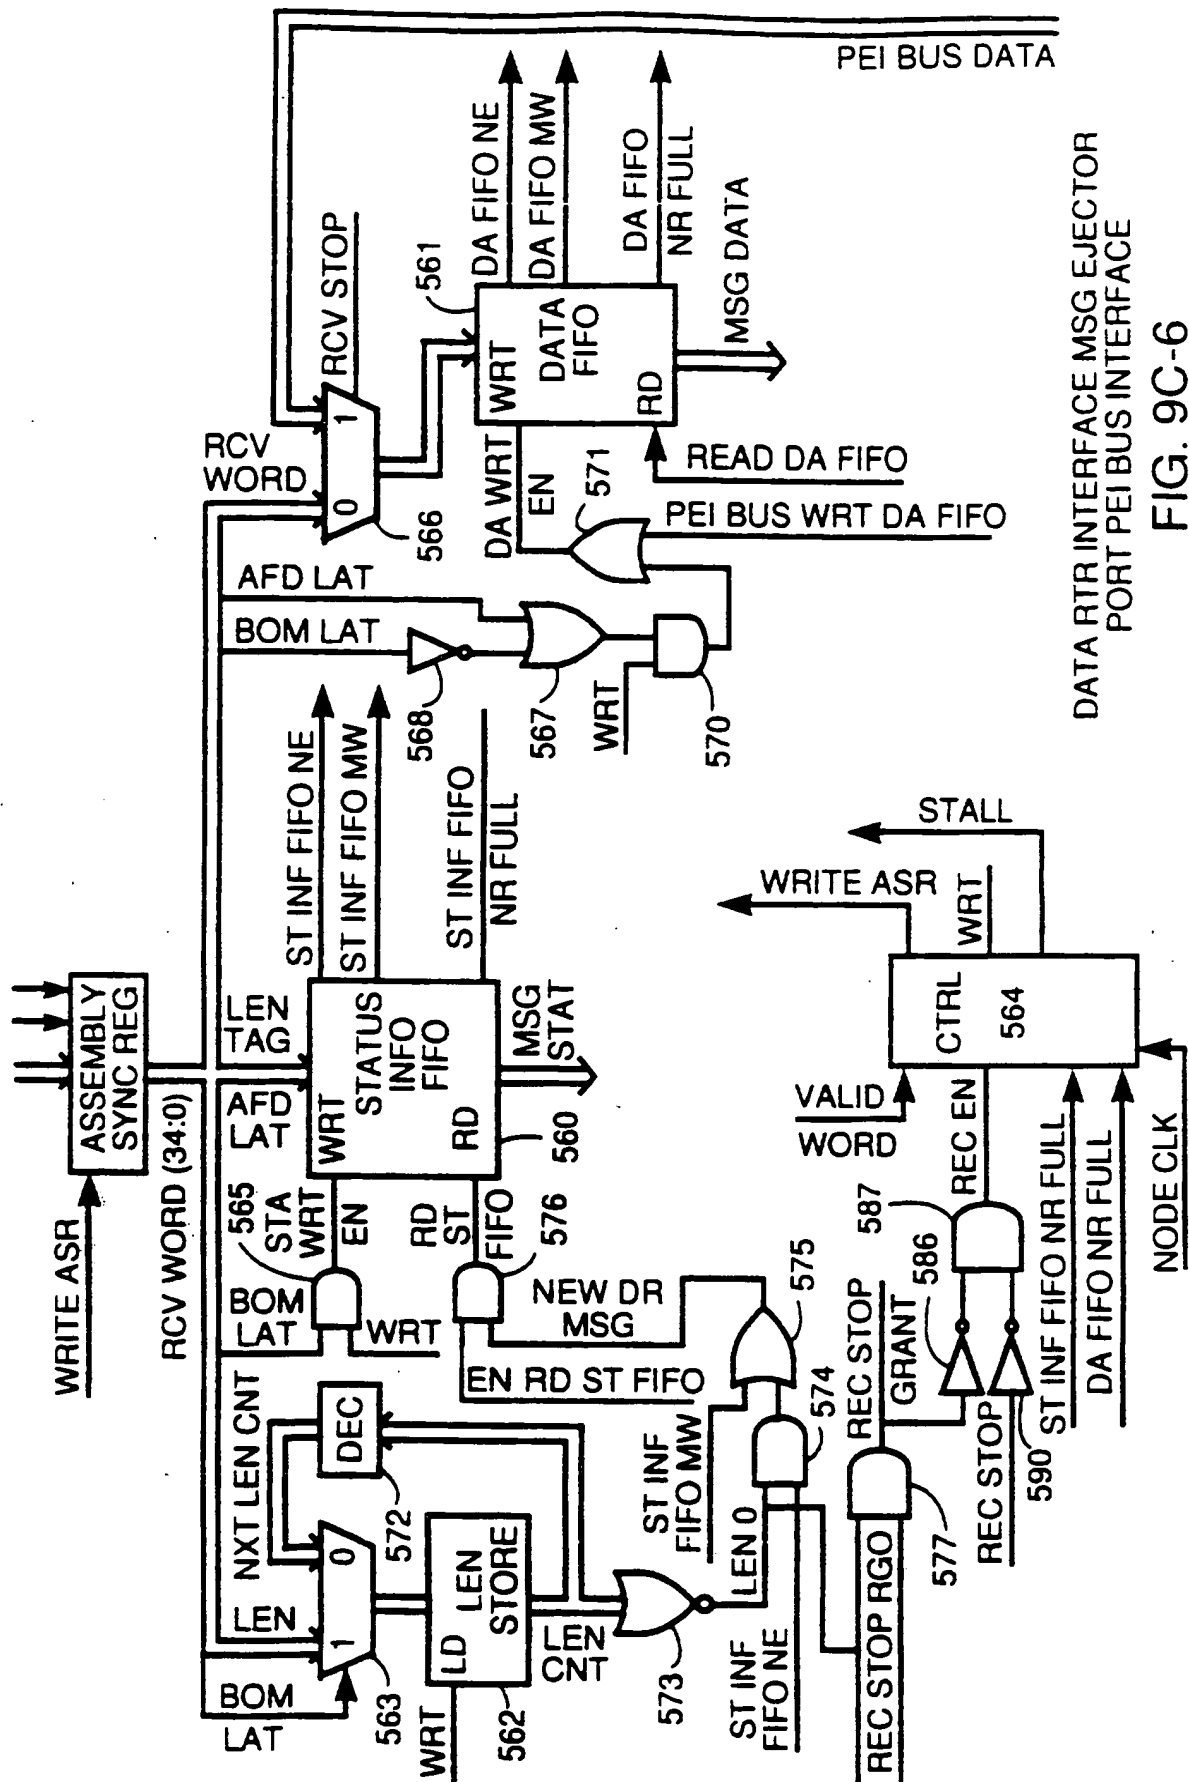 PEI BUS DATA
DA FIFO NE
DA FIFO MW
DA FIFO
NR FULL
RCV STOP
561
WRT
DATA
FIFO
RD
MSG DATA
RCV
WORD
0
1
566
DA WRT
EN
571
READ DA FIFO
PEI BUS WRT DA FIFO
AFD LAT
BOM LAT
568
567
WRT
570
DATA RTR INTERFACE MSG EJECTOR
PORT PEI BUS INTERFACE
FIG. 9C-6
ASSEMBLY
SYNC REG
WRITE ASR
RCV WORD (34:0)
ST INF FIFO NE
ST INF FIFO MW
ST INF FIFO
NR FULL
LEN
TAG
AFD
LAT
WRT
STATUS
INFO
FIFO
RD
MSG
STAT
560
565
STA
WRT
EN
RD
ST
FIFO
576
BOM
LAT
WRT
NEW DR
MSG
EN RD ST FIFO
575
574
STALL
WRITE ASR
WRT
CTRL
564
VALID
WORD
REC EN
587
586
ST INF FIFO NR FULL
DA FIFO NR FULL
NODE CLK
REC STOP
GRANT
590
REC STOP
577
REC STOP RGO
NXT LEN CNT
DEC
572
LEN
1
0
BOM
LAT
563
LD
LEN
STORE
WRT
562
LEN
CNT
573
LEN 0
ST INF
FIFO MW
ST INF
FIFO NE